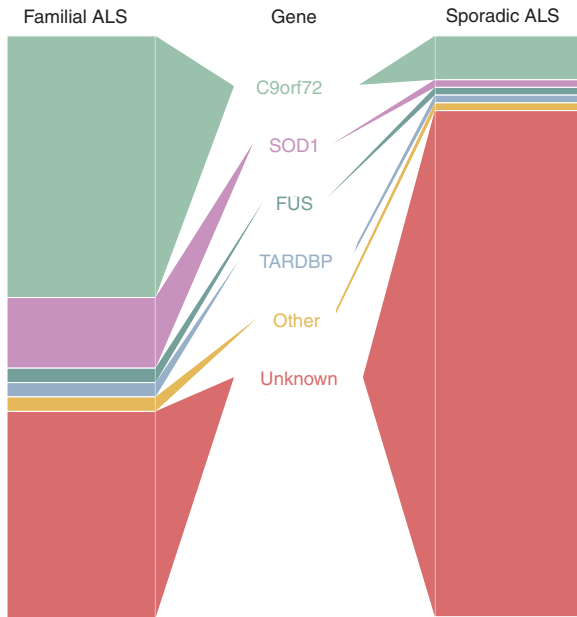 Familial ALS
Gene
Sporadic ALS
C9orf72
SOD1
FUS
TARDBP
Other
Unknown